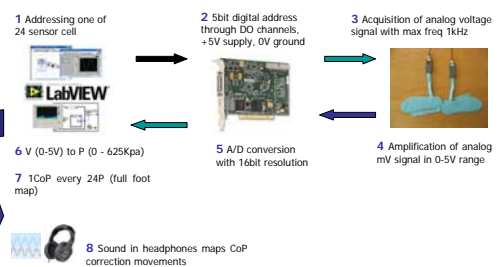 1 Addressing one of
24 sensor cell
2 5bit digital address
through DO channels,
+5V supply, 0V ground
3 Acquisition of analog voltage
signal with max freq 1kHz
LabVIEW
6 V (0-5V) to P (0 - 625Kpa)
5 A/D conversion
with 16bit resolution
4 Amplification of analog
mV signal in 0-5V range
7 1CoP every 24P (full foot
map)
8 Sound in headphones maps CoP
correction movements